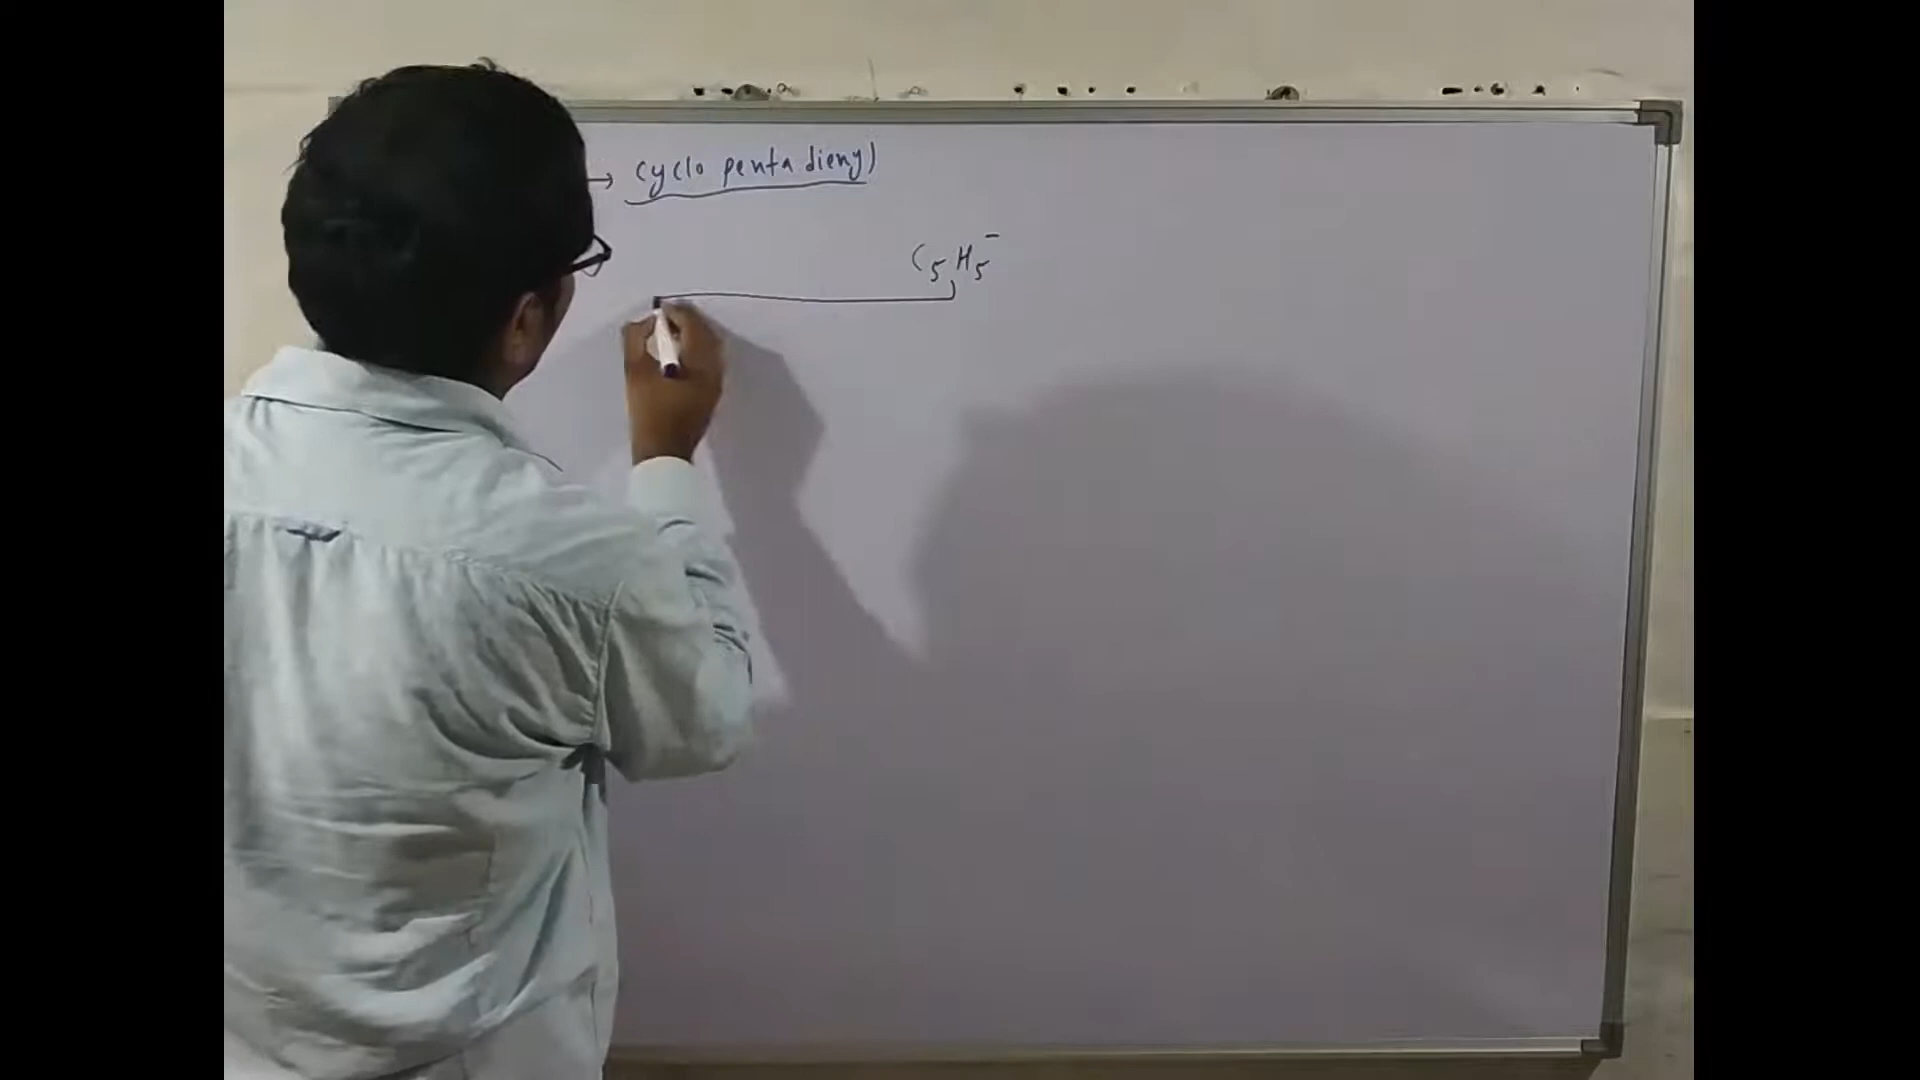 → cyclo penta dienyl
C₅H₅⁻